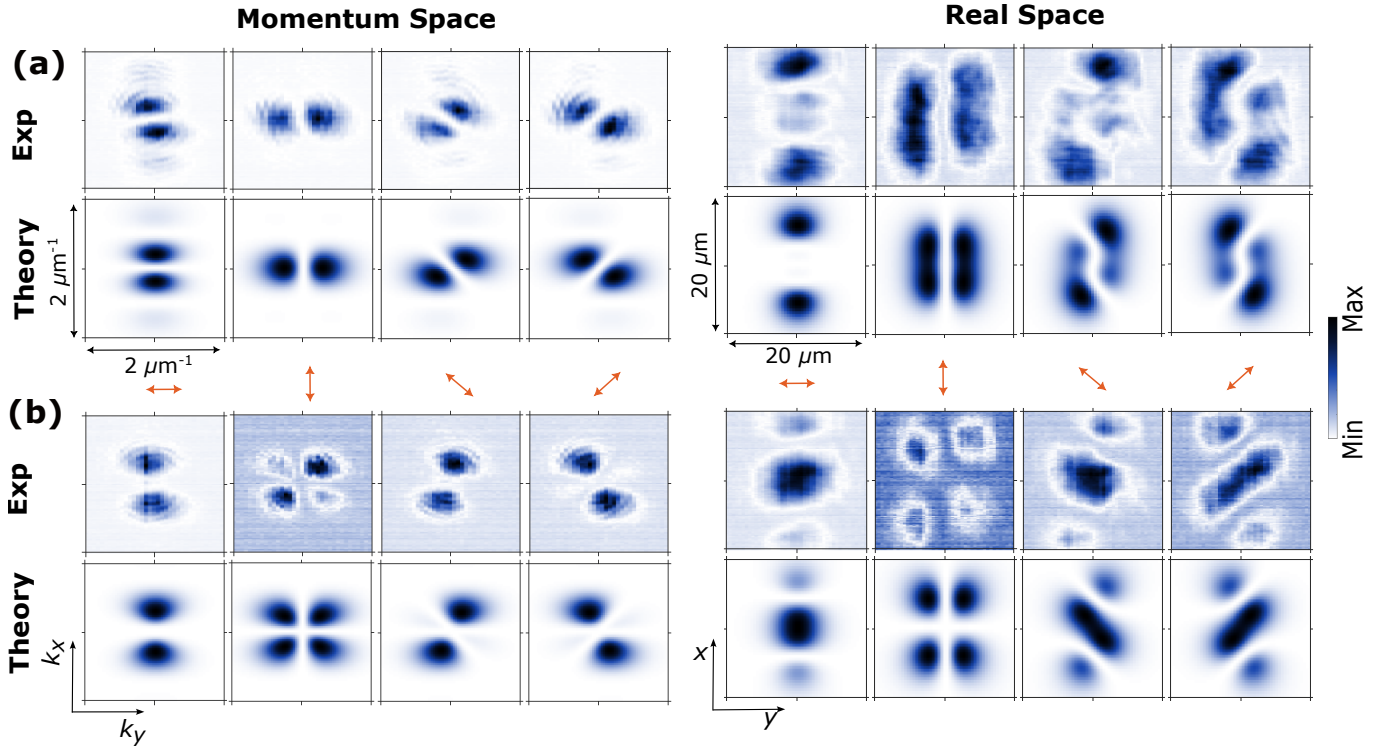 Momentum Space
Real Space
(a)
Exp
Theory
2 μm⁻¹
2 μm⁻¹
20 μm
20 μm
Max
Min
(b)
Exp
Theory
kₓ
k_y
x
y